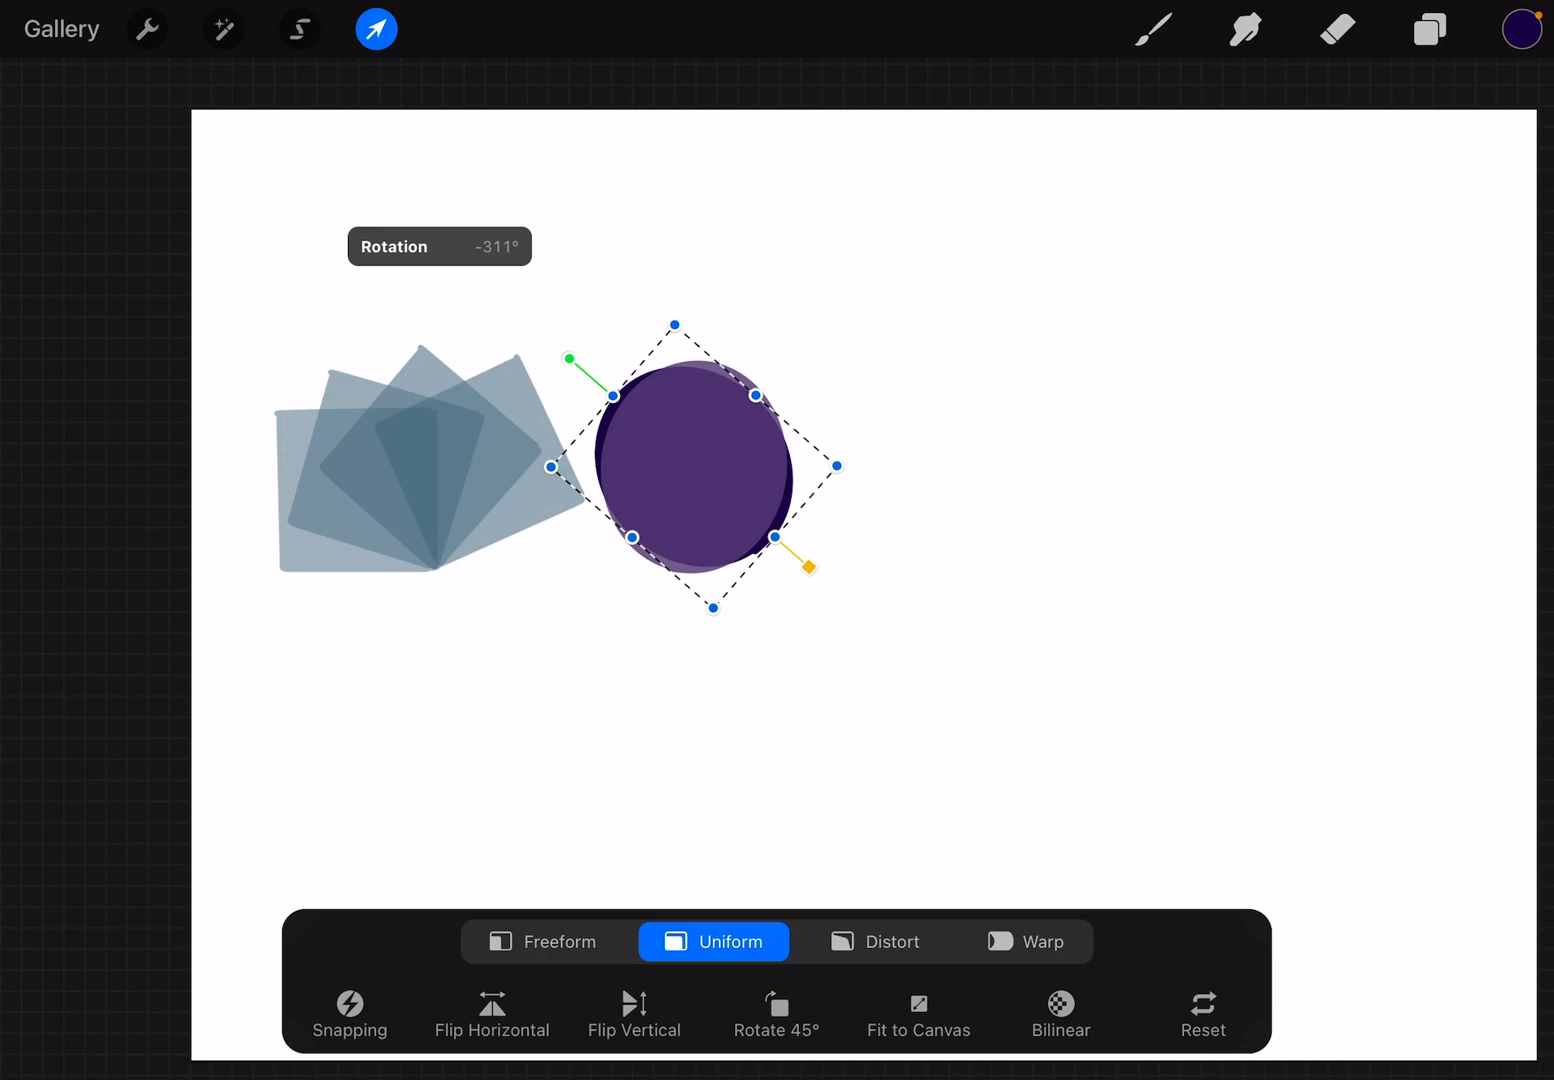 Gallery
Rotation -311°
Freeform Uniform Distort Warp
Snapping Flip Horizontal Flip Vertical Rotate 45° Fit to Canvas Bilinear Reset